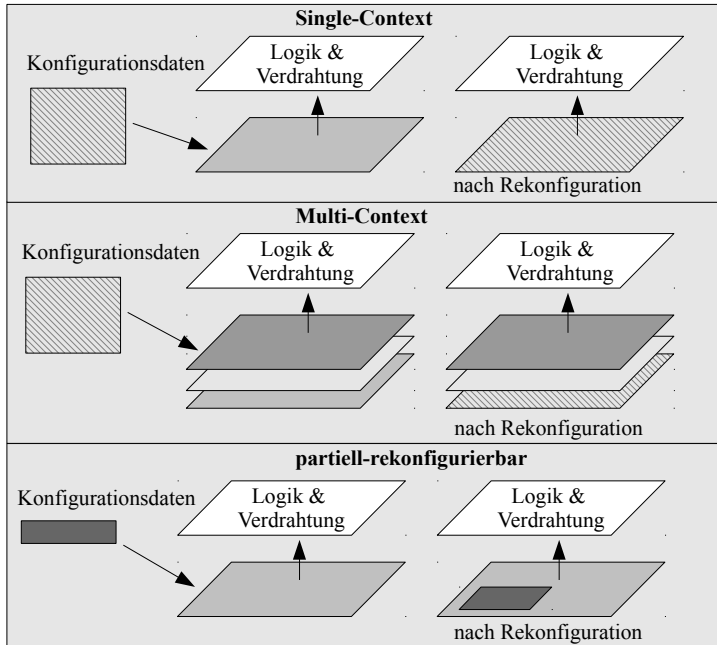 Single-Context
Konfigurationsdaten
Logik &
Verdrahtung
Logik &
Verdrahtung
nach Rekonfiguration
Multi-Context
Konfigurationsdaten
Logik &
Verdrahtung
Logik &
Verdrahtung
nach Rekonfiguration
partiell-rekonfigurierbar
Konfigurationsdaten
Logik &
Verdrahtung
Logik &
Verdrahtung
nach Rekonfiguration